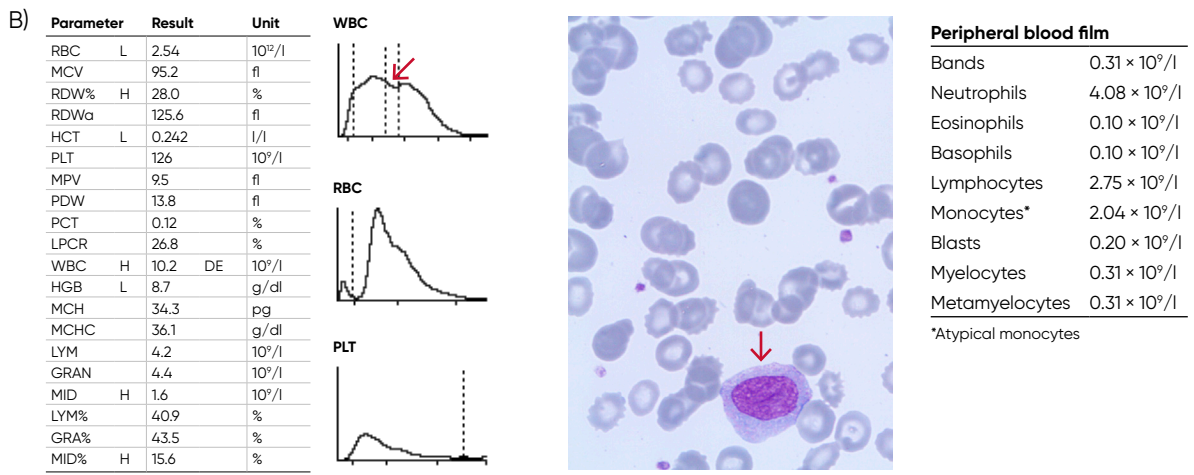 B)
Parameter Result Unit
RBC L 2.54 10¹²/l
MCV 95.2 fl
RDW% H 28.0 %
RDWa 125.6 fl
HCT L 0.242 l/l
PLT 126 10⁹/l
MPV 9.5 fl
PDW 13.8 fl
PCT 0.12 %
LPCR 26.8 %
WBC H 10.2 DE 10⁹/l
HGB L 8.7 g/dl
MCH 34.3 pg
MCHC 36.1 g/dl
LYM 4.2 10⁹/l
GRAN 4.4 10⁹/l
MID H 1.6 10⁹/l
LYM% 40.9 %
GRA% 43.5 %
MID% H 15.6 %
WBC
RBC
PLT
Peripheral blood film
Bands 0.31 × 10⁹/l
Neutrophils 4.08 × 10⁹/l
Eosinophils 0.10 × 10⁹/l
Basophils 0.10 × 10⁹/l
Lymphocytes 2.75 × 10⁹/l
Monocytes* 2.04 × 10⁹/l
Blasts 0.20 × 10⁹/l
Myelocytes 0.31 × 10⁹/l
Metamyelocytes 0.31 × 10⁹/l
*Atypical monocytes